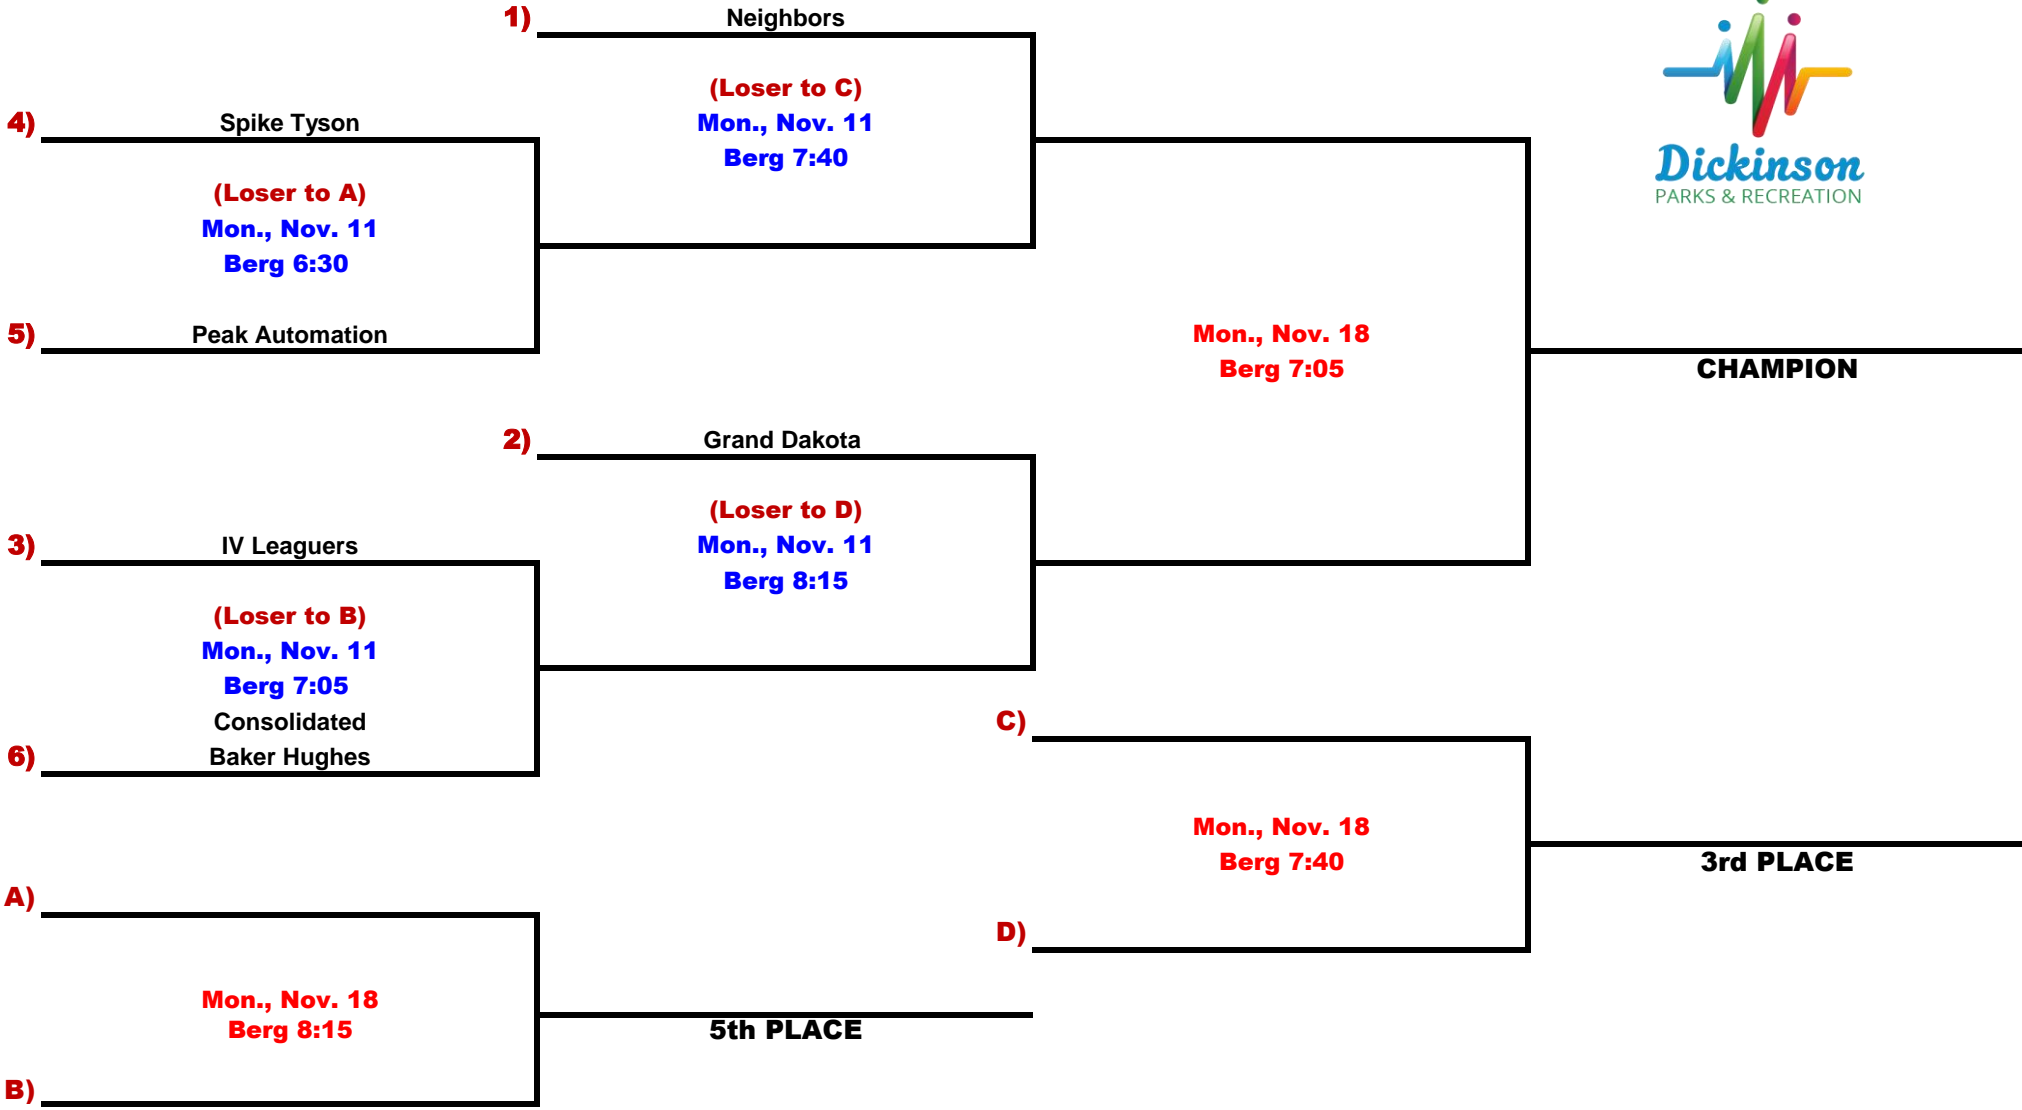 1)
Neighbors
(Loser to C)
Mon., Nov. 11
Berg 7:40
4)
Spike Tyson
(Loser to A)
Mon., Nov. 11
Berg 6:30
5)
Peak Automation
Mon., Nov. 18
Berg 7:05
CHAMPION
Dickinson
PARKS & RECREATION
2)
Grand Dakota
(Loser to D)
Mon., Nov. 11
Berg 8:15
3)
IV Leaguers
(Loser to B)
Mon., Nov. 11
Berg 7:05
Consolidated
6)
Baker Hughes
C)
Mon., Nov. 18
Berg 7:40
3rd PLACE
D)
A)
Mon., Nov. 18
Berg 8:15
5th PLACE
B)